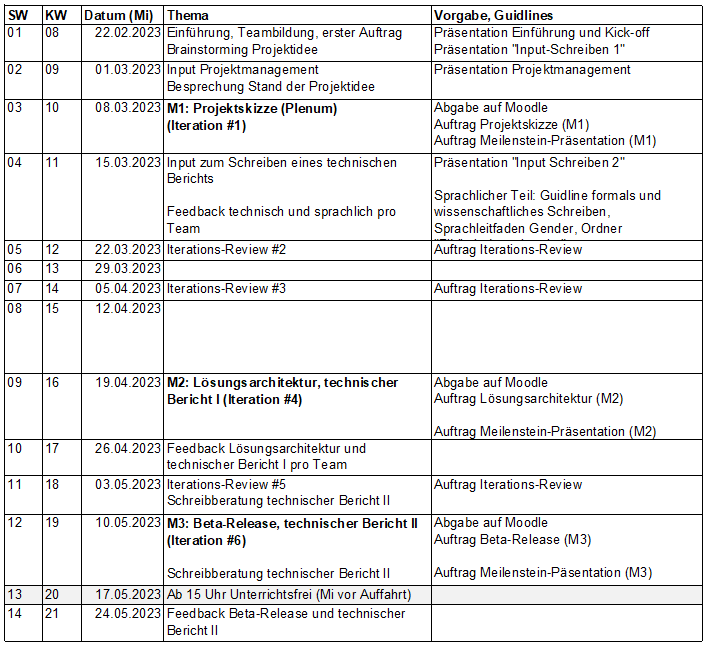 SW KW Datum (Mi) Thema Vorgabe, Guidlines
01 08 22.02.2023 Einführung, Teambildung, erster Auftrag Präsentation Einführung und Kick-off
Brainstorming Projektidee Präsentation "Input-Schreiben 1"
02 09 01.03.2023 Input Projektmanagement Präsentation Projektmanagement
Besprechung Stand der Projektidee
03 10 08.03.2023 M1: Projektskizze (Plenum) Abgabe auf Moodle
(Iteration #1) Auftrag Projektskizze (M1)
Auftrag Meilenstein-Präsentation (M1)
04 11 15.03.2023 Input zum Schreiben eines technischen Präsentation "Input Schreiben 2"
Berichts
Sprachlicher Teil: Guidline formals und
Feedback technisch und sprachlich pro wissenschaftliches Schreiben,
Team Sprachleitfaden Gender, Ordner
05 12 22.03.2023 Iterations-Review #2 Auftrag Iterations-Review
06 13 29.03.2023
07 14 05.04.2023 Iterations-Review #3 Auftrag Iterations-Review
08 15 12.04.2023
09 16 19.04.2023 M2: Lösungsarchitektur, technischer Abgabe auf Moodle
Bericht I (Iteration #4) Auftrag Lösungsarchitektur (M2)
Auftrag Meilenstein-Präsentation (M2)
10 17 26.04.2023 Feedback Lösungsarchitektur und
technischer Bericht I pro Team
11 18 03.05.2023 Iterations-Review #5 Auftrag Iterations-Review
Schreibberatung technischer Bericht II
12 19 10.05.2023 M3: Beta-Release, technischer Bericht II Abgabe auf Moodle
(Iteration #6) Auftrag Beta-Release (M3)
Schreibberatung technischer Bericht II Auftrag Meilenstein-Päsentation (M3)
13 20 17.05.2023 Ab 15 Uhr Unterrichtsfrei (Mi vor Auffahrt)
14 21 24.05.2023 Feedback Beta-Release und technischer
Bericht II